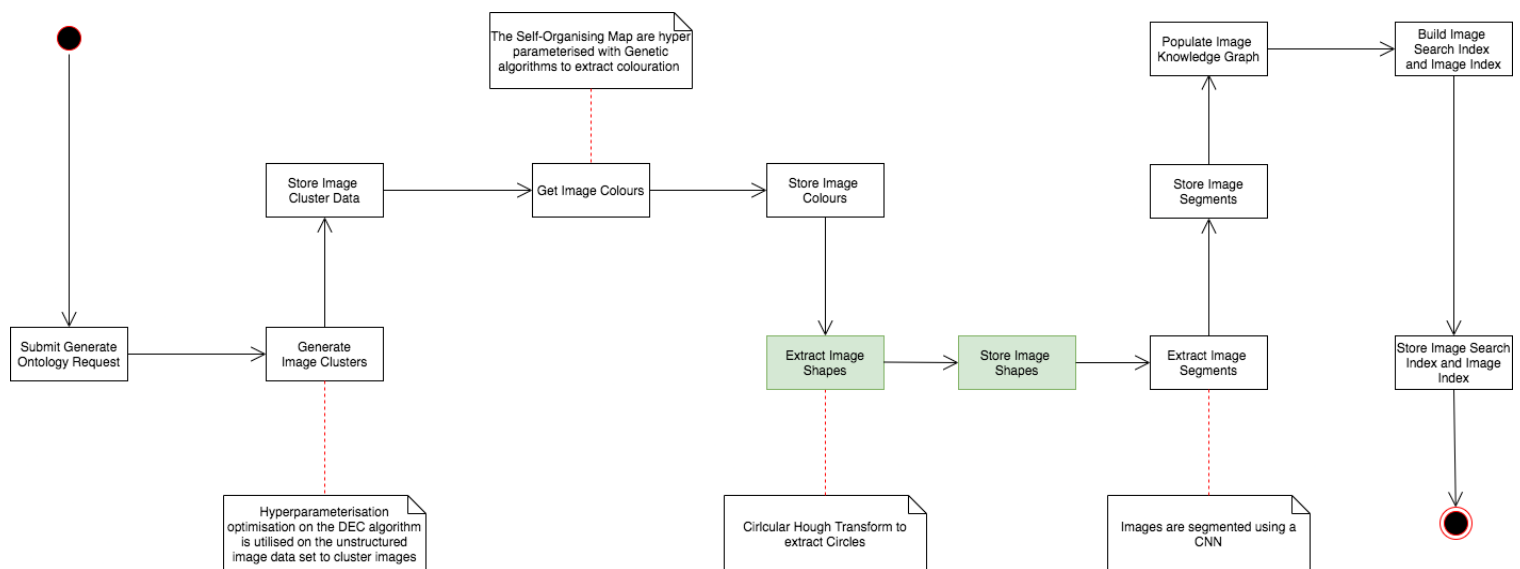 The Self-Organising Map are hyper
parameterised with Genetic
algorithms to extract colouration
Populate Image
Knowledge Graph
Build Image
Search Index
and Image Index
Store Image
Cluster Data
Get Image Colours
Store Image
Colours
Store Image
Segments
Submit Generate
Ontology Request
Generate
Image Clusters
Extract Image
Shapes
Store Image
Shapes
Extract Image
Segments
Store Image Search
Index and Image
Index
Hyperparameterisation
optimisation on the DEC algorithm
is utilised on the unstructured
image data set to cluster images
Cirlcular Hough Transform to
extract Circles
Images are segmented using a
CNN